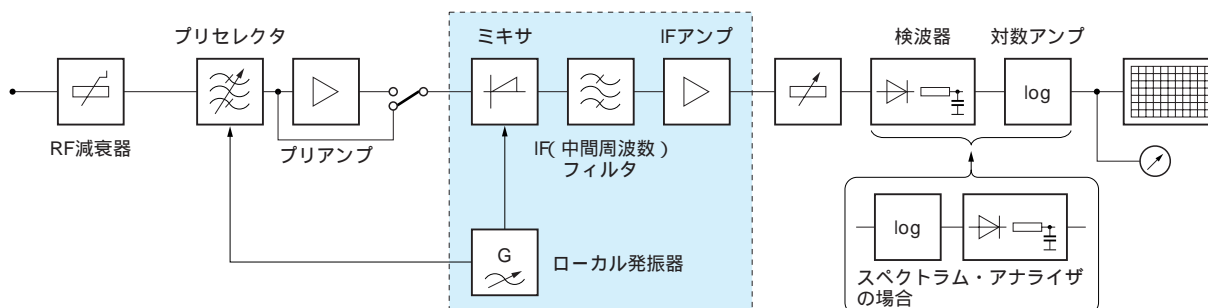 プリセレクタ
ミキサ
IFアンプ
検波器
対数アンプ
log
RF減衰器
プリアンプ
IF(中間周波数)
フィルタ
G
ローカル発振器
log
スペクトラム・アナライザ
の場合